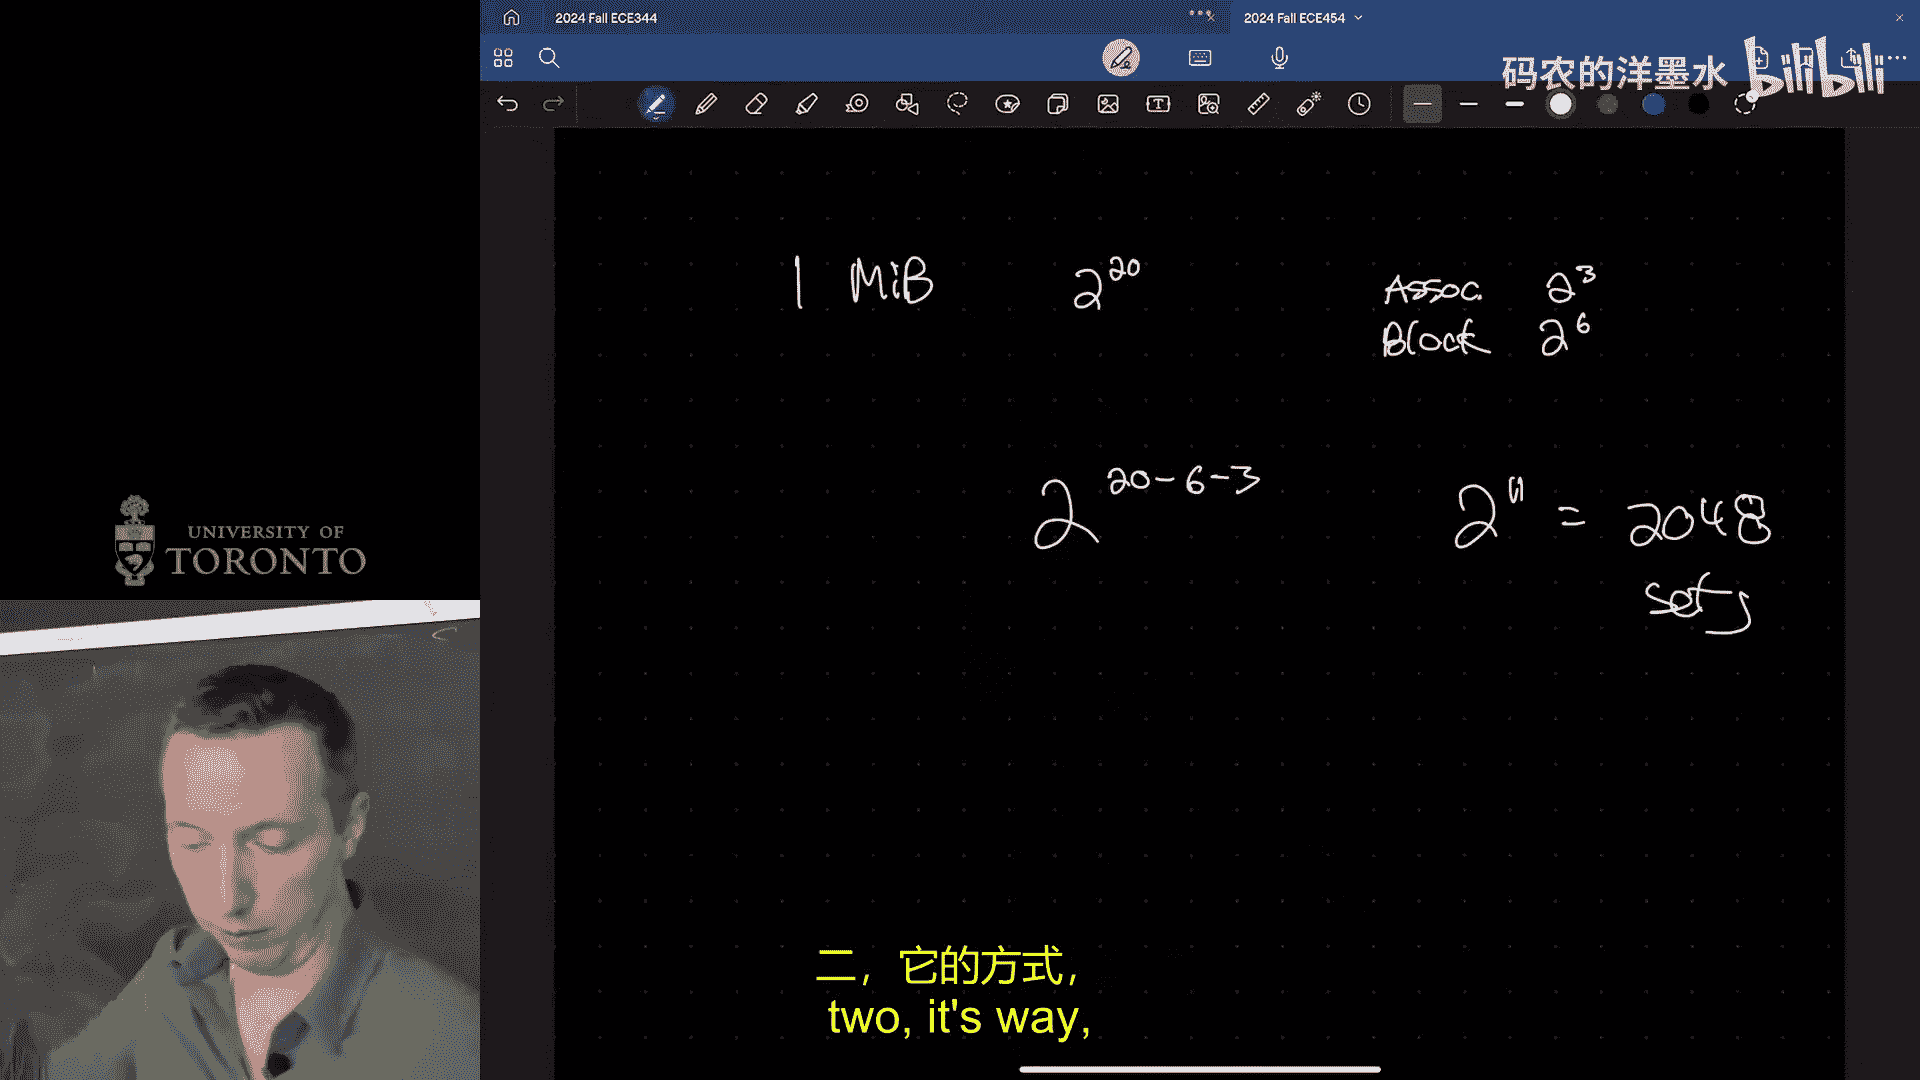 2024 Fall ECE344
2024 Fall ECE454
码农的洋墨水 bilibili
1 MiB 2^20
Assoc. 2^3
Block 2^6
2^20-6-3
2^11 = 2048
sets
UNIVERSITY OF
TORONTO
二，它的方式，
two, it's way,